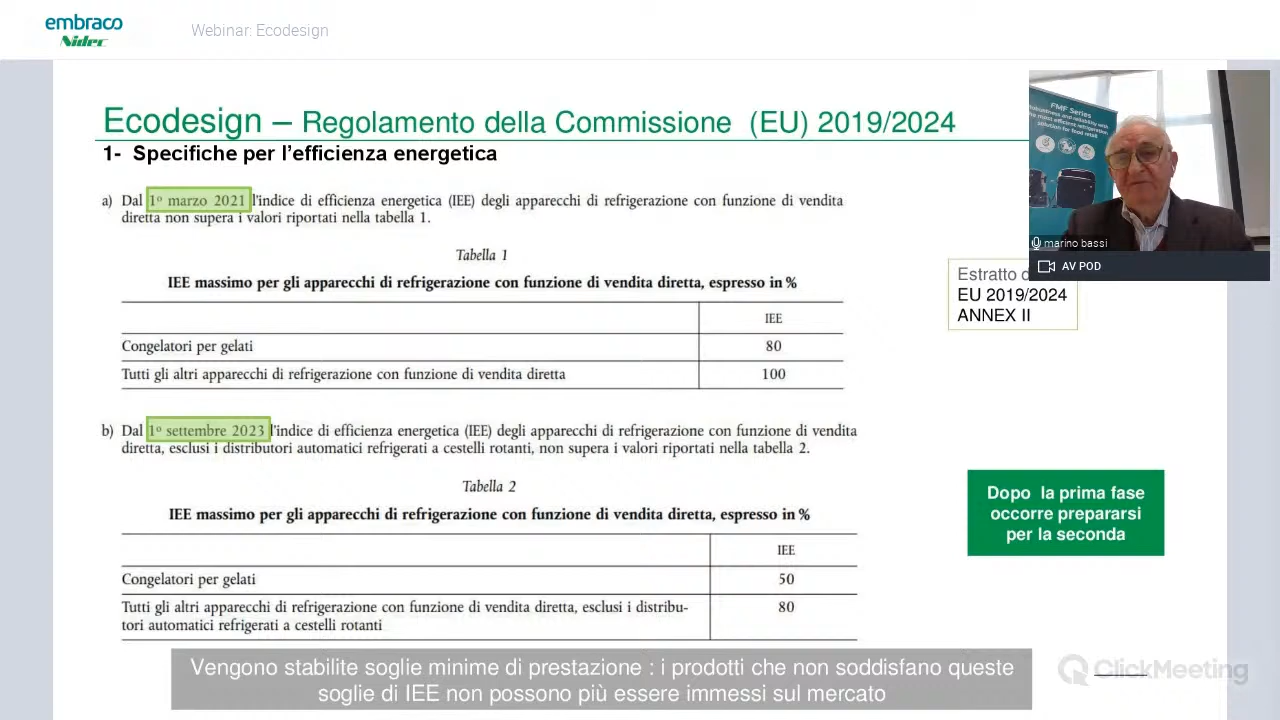 embraco
Nidec
Webinar: Ecodesign
Ecodesign – Regolamento della Commissione (EU) 2019/2024
1- Specifiche per l'efficienza energetica
a) Dal 1º marzo 2021 l'indice di efficienza energetica (IEE) degli apparecchi di refrigerazione con funzione di vendita
diretta non supera i valori riportati nella tabella 1.
Tabella 1
IEE massimo per gli apparecchi di refrigerazione con funzione di vendita diretta, espresso in %
IEE
Congelatori per gelati 80
Tutti gli altri apparecchi di refrigerazione con funzione di vendita diretta 100
b) Dal 1º settembre 2023 l'indice di efficienza energetica (IEE) degli apparecchi di refrigerazione con funzione di vendita
diretta, esclusi i distributori automatici refrigerati a cestelli rotanti, non supera i valori riportati nella tabella 2.
Tabella 2
IEE massimo per gli apparecchi di refrigerazione con funzione di vendita diretta, espresso in %
IEE
Congelatori per gelati 50
Tutti gli altri apparecchi di refrigerazione con funzione di vendita diretta, esclusi i distribu- 80
tori automatici refrigerati a cestelli rotanti
Vengono stabilite soglie minime di prestazione : i prodotti che non soddisfano queste
soglie di IEE non possono più essere immessi sul mercato
FMF Series
most efficient refrigeration
solution for food retail
marino bassi
AV POD
Estratto
EU 2019/2024
ANNEX II
Dopo la prima fase
occorre prepararsi
per la seconda
ClickMeeting